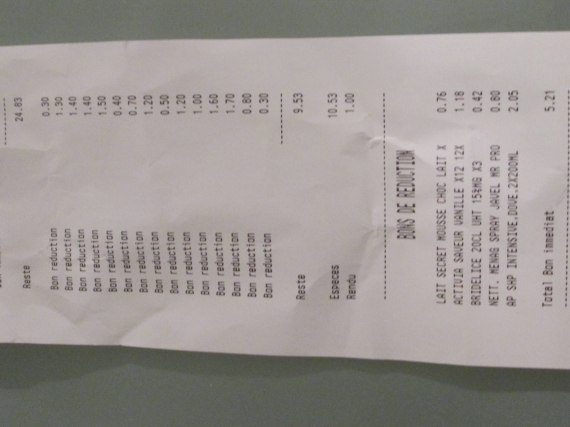 Reste 24.83
Bon reduction 0.30
Bon reduction 1.30
Bon reduction 1.40
Bon reduction 1.40
Bon reduction 1.50
Bon reduction 0.40
Bon reduction 0.70
Bon reduction 1.20
Bon reduction 0.50
Bon reduction 1.20
Bon reduction 1.00
Bon reduction 1.60
Bon reduction 1.70
Bon reduction 0.80
Bon reduction 0.30
Reste 9.53
Especes 10.53
Rendu 1.00
BONS DE REDUCTION
LAIT SECRET MOUSSE CHOC LAIT X 0.76
ACTIVIA SAVEUR VANILLE X12 12X 1.18
BRIDELICE 20CL UHT 15%MG X3 0.42
NETT. MENAG SPRAY JAVEL MR PRO 0.80
AP SHP INTENSIVE.DOVE.2X200ML 2.05
Total Bon immediat 5.21